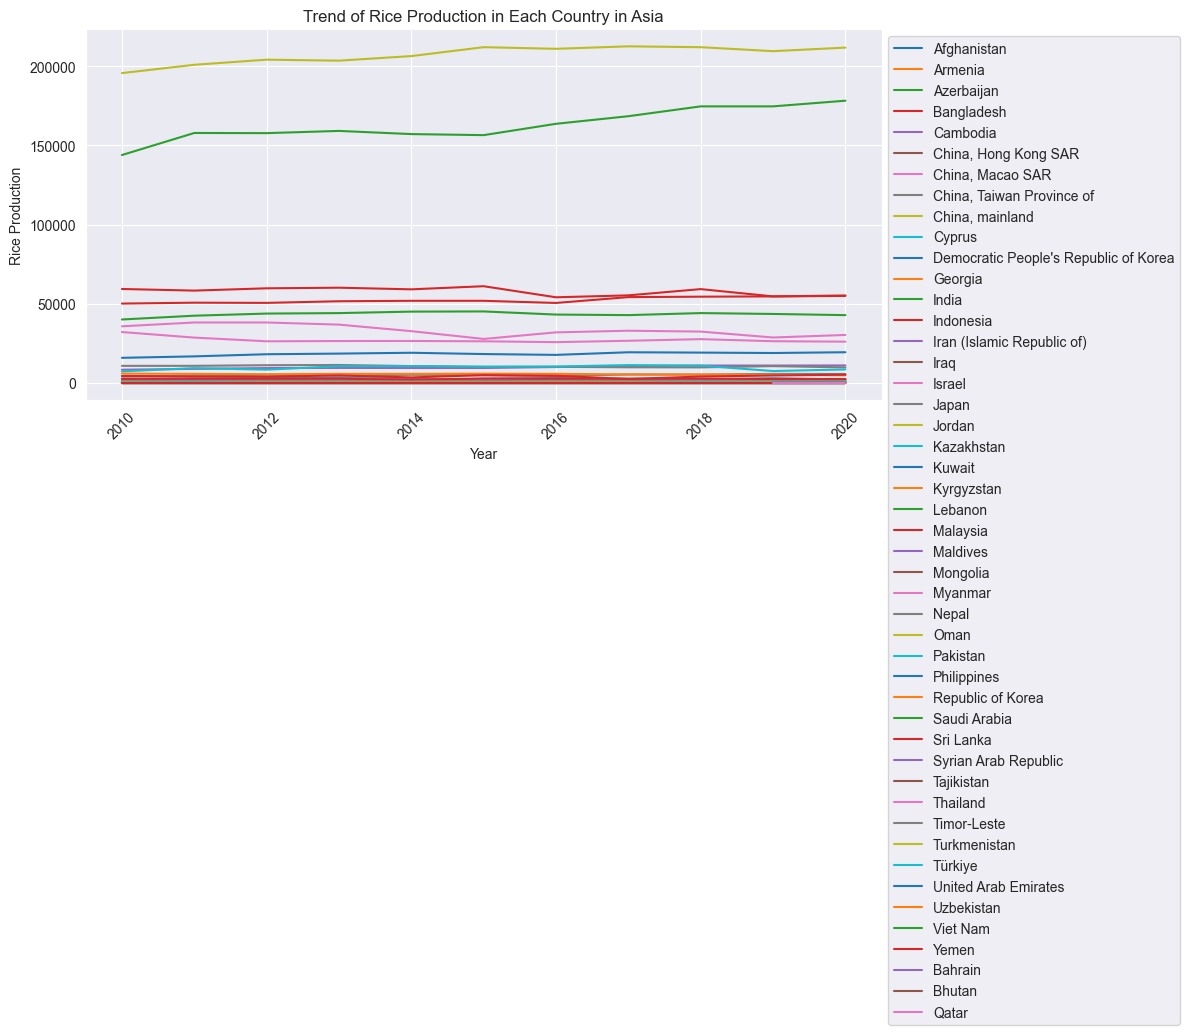 Trend of Rice Production in Each Country in Asia
Rice Production
200000
150000
100000
50000
0
2010
2012
2014
2016
2018
2020
Year
Afghanistan
Armenia
Azerbaijan
Bangladesh
Cambodia
China, Hong Kong SAR
China, Macao SAR
China, Taiwan Province of
China, mainland
Cyprus
Democratic People's Republic of Korea
Georgia
India
Indonesia
Iran (Islamic Republic of)
Iraq
Israel
Japan
Jordan
Kazakhstan
Kuwait
Kyrgyzstan
Lebanon
Malaysia
Maldives
Mongolia
Myanmar
Nepal
Oman
Pakistan
Philippines
Republic of Korea
Saudi Arabia
Sri Lanka
Syrian Arab Republic
Tajikistan
Thailand
Timor-Leste
Turkmenistan
Türkiye
United Arab Emirates
Uzbekistan
Viet Nam
Yemen
Bahrain
Bhutan
Qatar